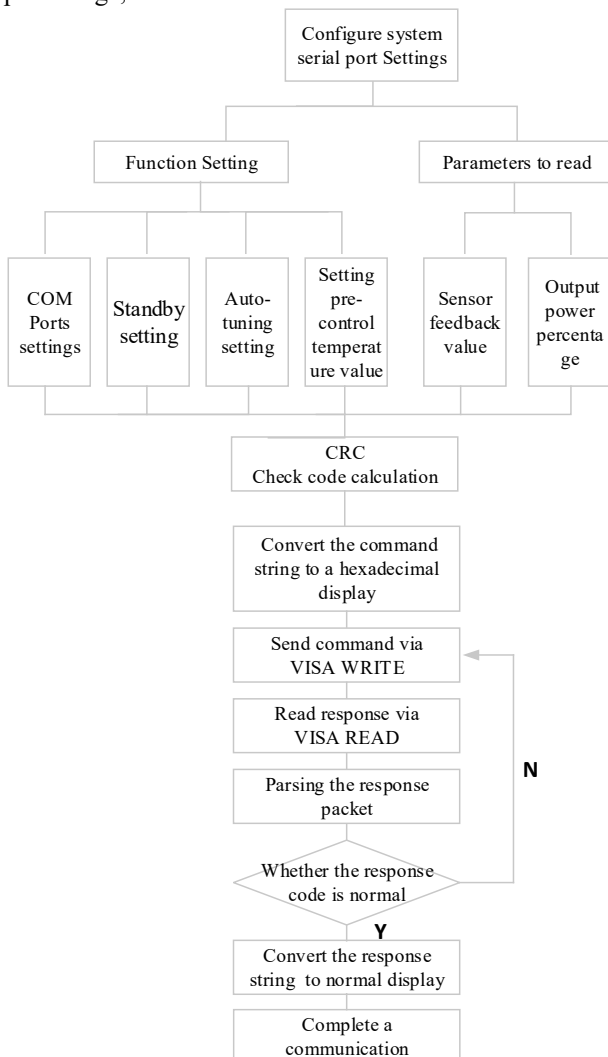 Configure system
serial port Settings
Function Setting
Parameters to read
COM
Ports
settings
Standby
setting
Auto-
tuning
setting
Setting
pre-
control
temperat
ure value
Sensor
feedback
value
Output
power
percenta
ge
CRC
Check code calculation
Convert the command
string to a hexadecimal
display
Send command via
VISA WRITE
Read response via
VISA READ
N
Parsing the response
packet
Whether the response
code is normal
Y
Convert the response
string to normal display
Complete a
communication